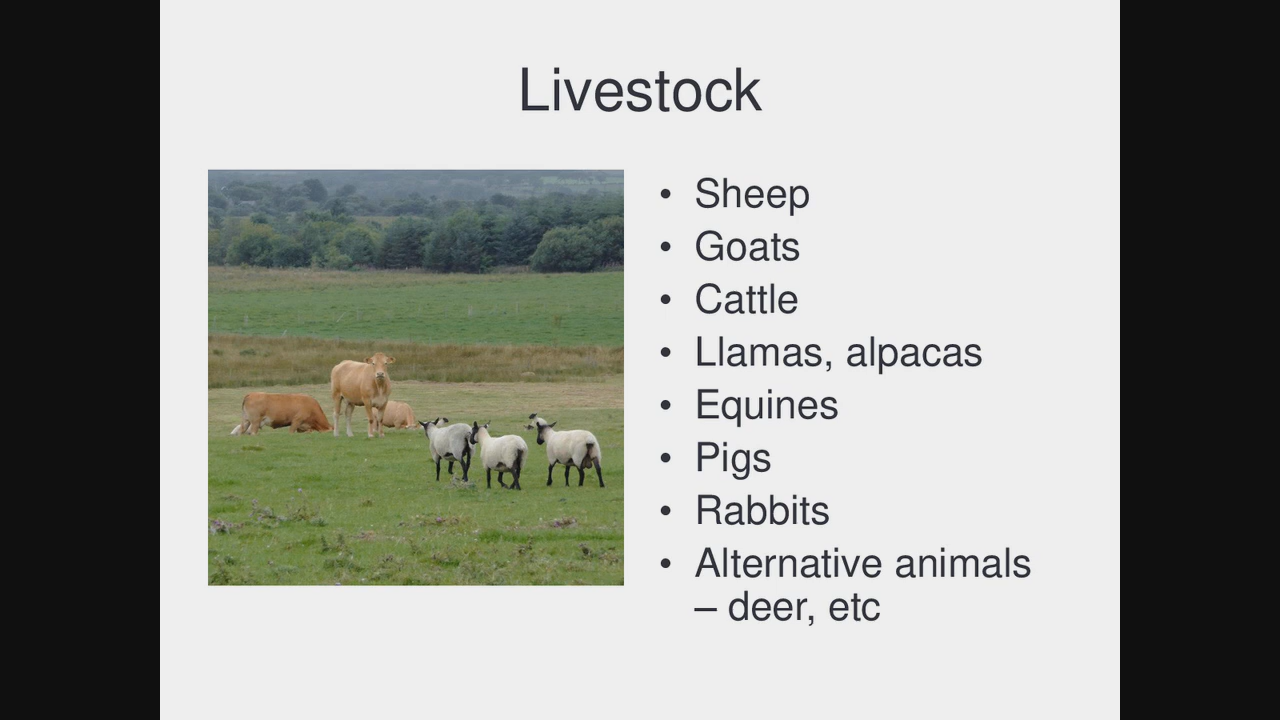 Livestock
• Sheep
• Goats
• Cattle
• Llamas, alpacas
• Equines
• Pigs
• Rabbits
• Alternative animals
– deer, etc